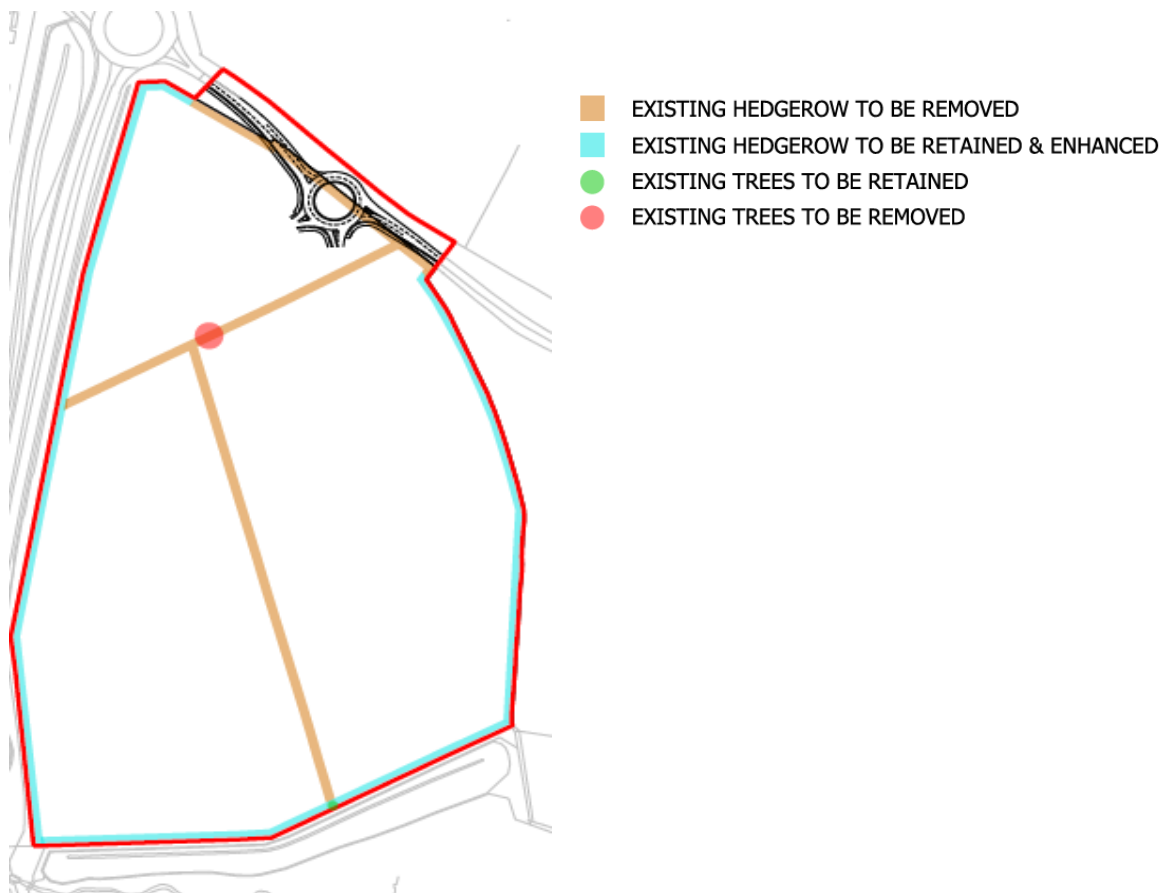 EXISTING HEDGEROW TO BE REMOVED
EXISTING HEDGEROW TO BE RETAINED & ENHANCED
EXISTING TREES TO BE RETAINED
EXISTING TREES TO BE REMOVED